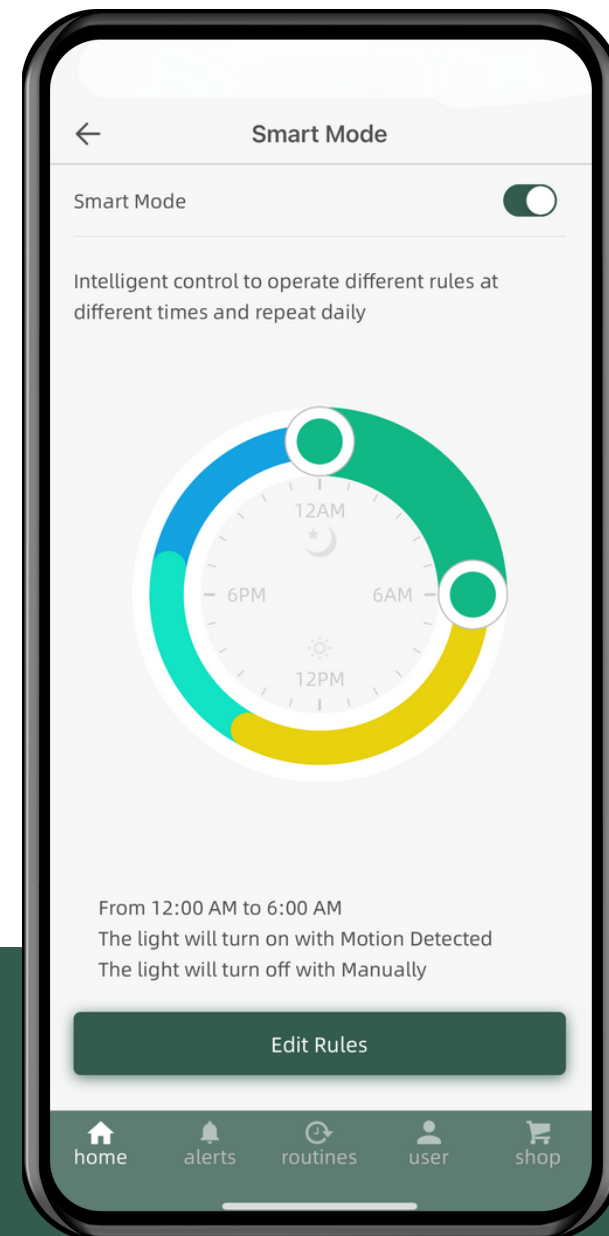 Smart Mode
Smart Mode
Intelligent control to operate different rules at
different times and repeat daily
12AM
6PM
6AM
12PM
From 12:00 AM to 6:00 AM
The light will turn on with Motion Detected
The light will turn off with Manually
Edit Rules
home alerts routines user shop